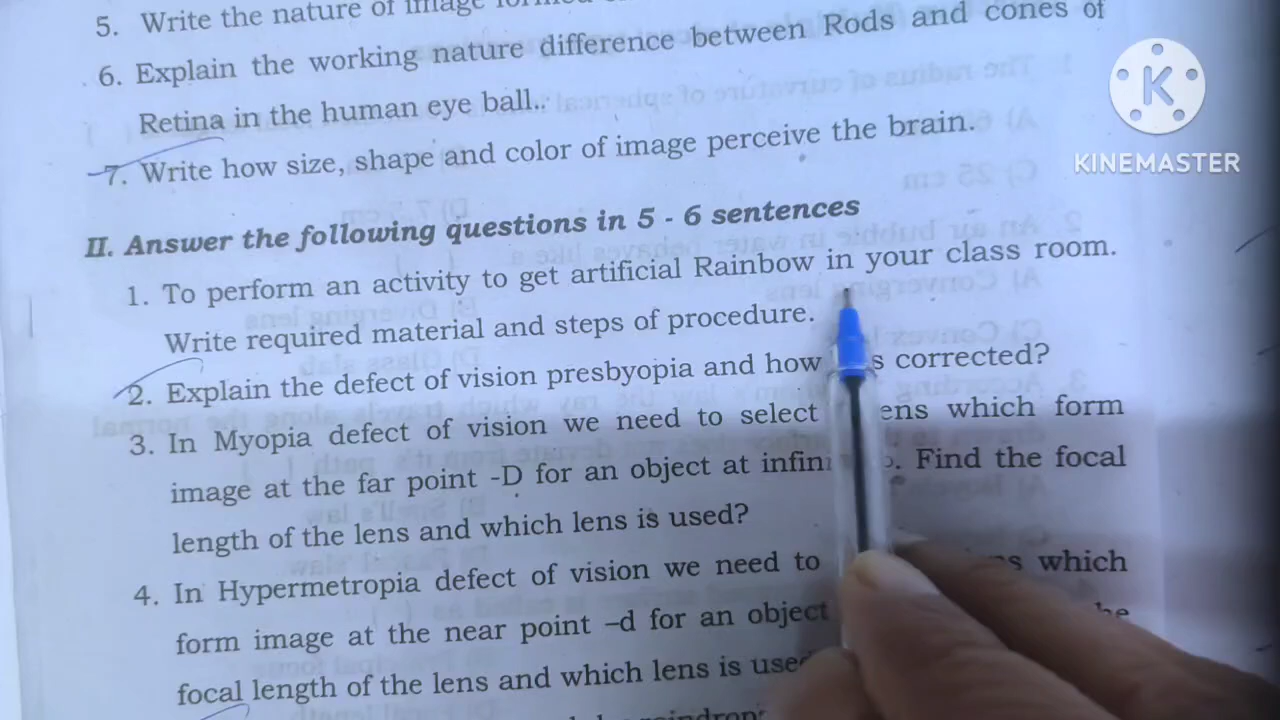 5. Write the nature of image formed
6. Explain the working nature difference between Rods and cones of
Retina in the human eye ball..
7. Write how size, shape and color of image perceive the brain.
II. Answer the following questions in 5 - 6 sentences
1. To perform an activity to get artificial Rainbow in your class room.
Write required material and steps of procedure.
2. Explain the defect of vision presbyopia and how s corrected?
3. In Myopia defect of vision we need to select ens which form
image at the far point -D for an object at infini . Find the focal
length of the lens and which lens is used?
4. In Hypermetropia defect of vision we need to which
form image at the near point –d for an object
focal length of the lens and which lens is used
raindrop
K
KINEMASTER